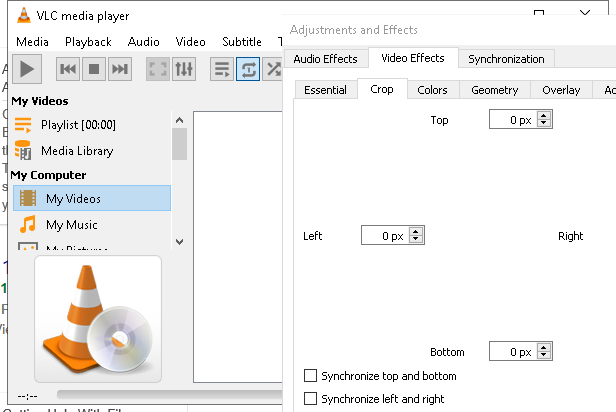 VLC media player
Media Playback Audio Video Subtitle T
My Videos
Playlist [00:00]
Media Library
My Computer
My Videos
My Music
My Pictures
--:--
Adjustments and Effects
Audio Effects Video Effects Synchronization
Essential Crop Colors Geometry Overlay
Top 0 px
Left 0 px Right
Bottom 0 px
Synchronize top and bottom
Synchronize left and right